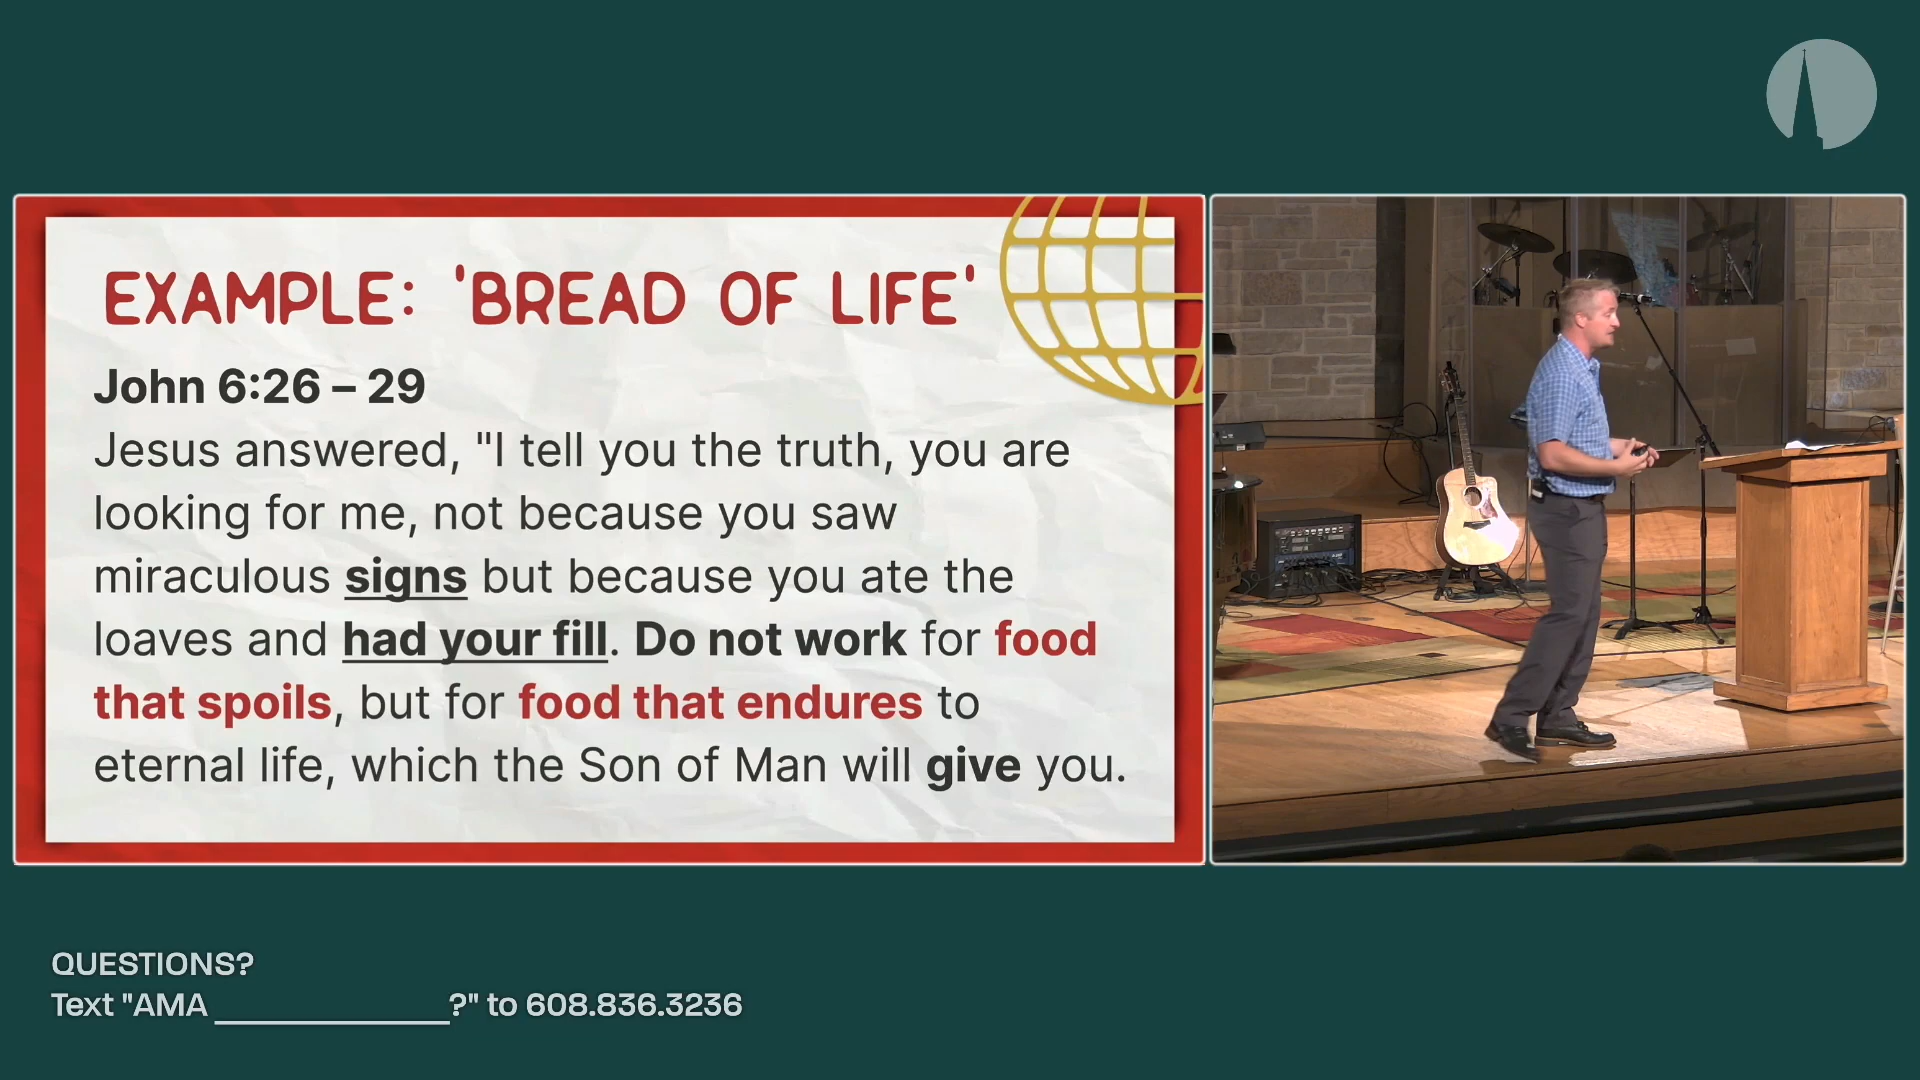 EXAMPLE: 'BREAD OF LIFE'
John 6:26 – 29
Jesus answered, "I tell you the truth, you are
looking for me, not because you saw
miraculous signs but because you ate the
loaves and had your fill. Do not work for food
that spoils, but for food that endures to
eternal life, which the Son of Man will give you.
QUESTIONS?
Text "AMA ______________?" to 608.836.3236